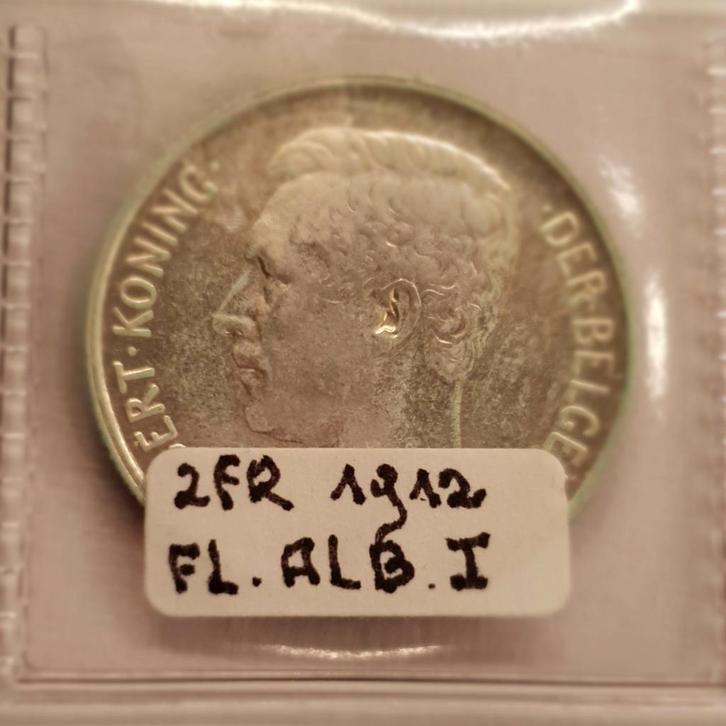 ERT·KONING·
·DER·BELGE
2FR 1912
FL. ALB. I